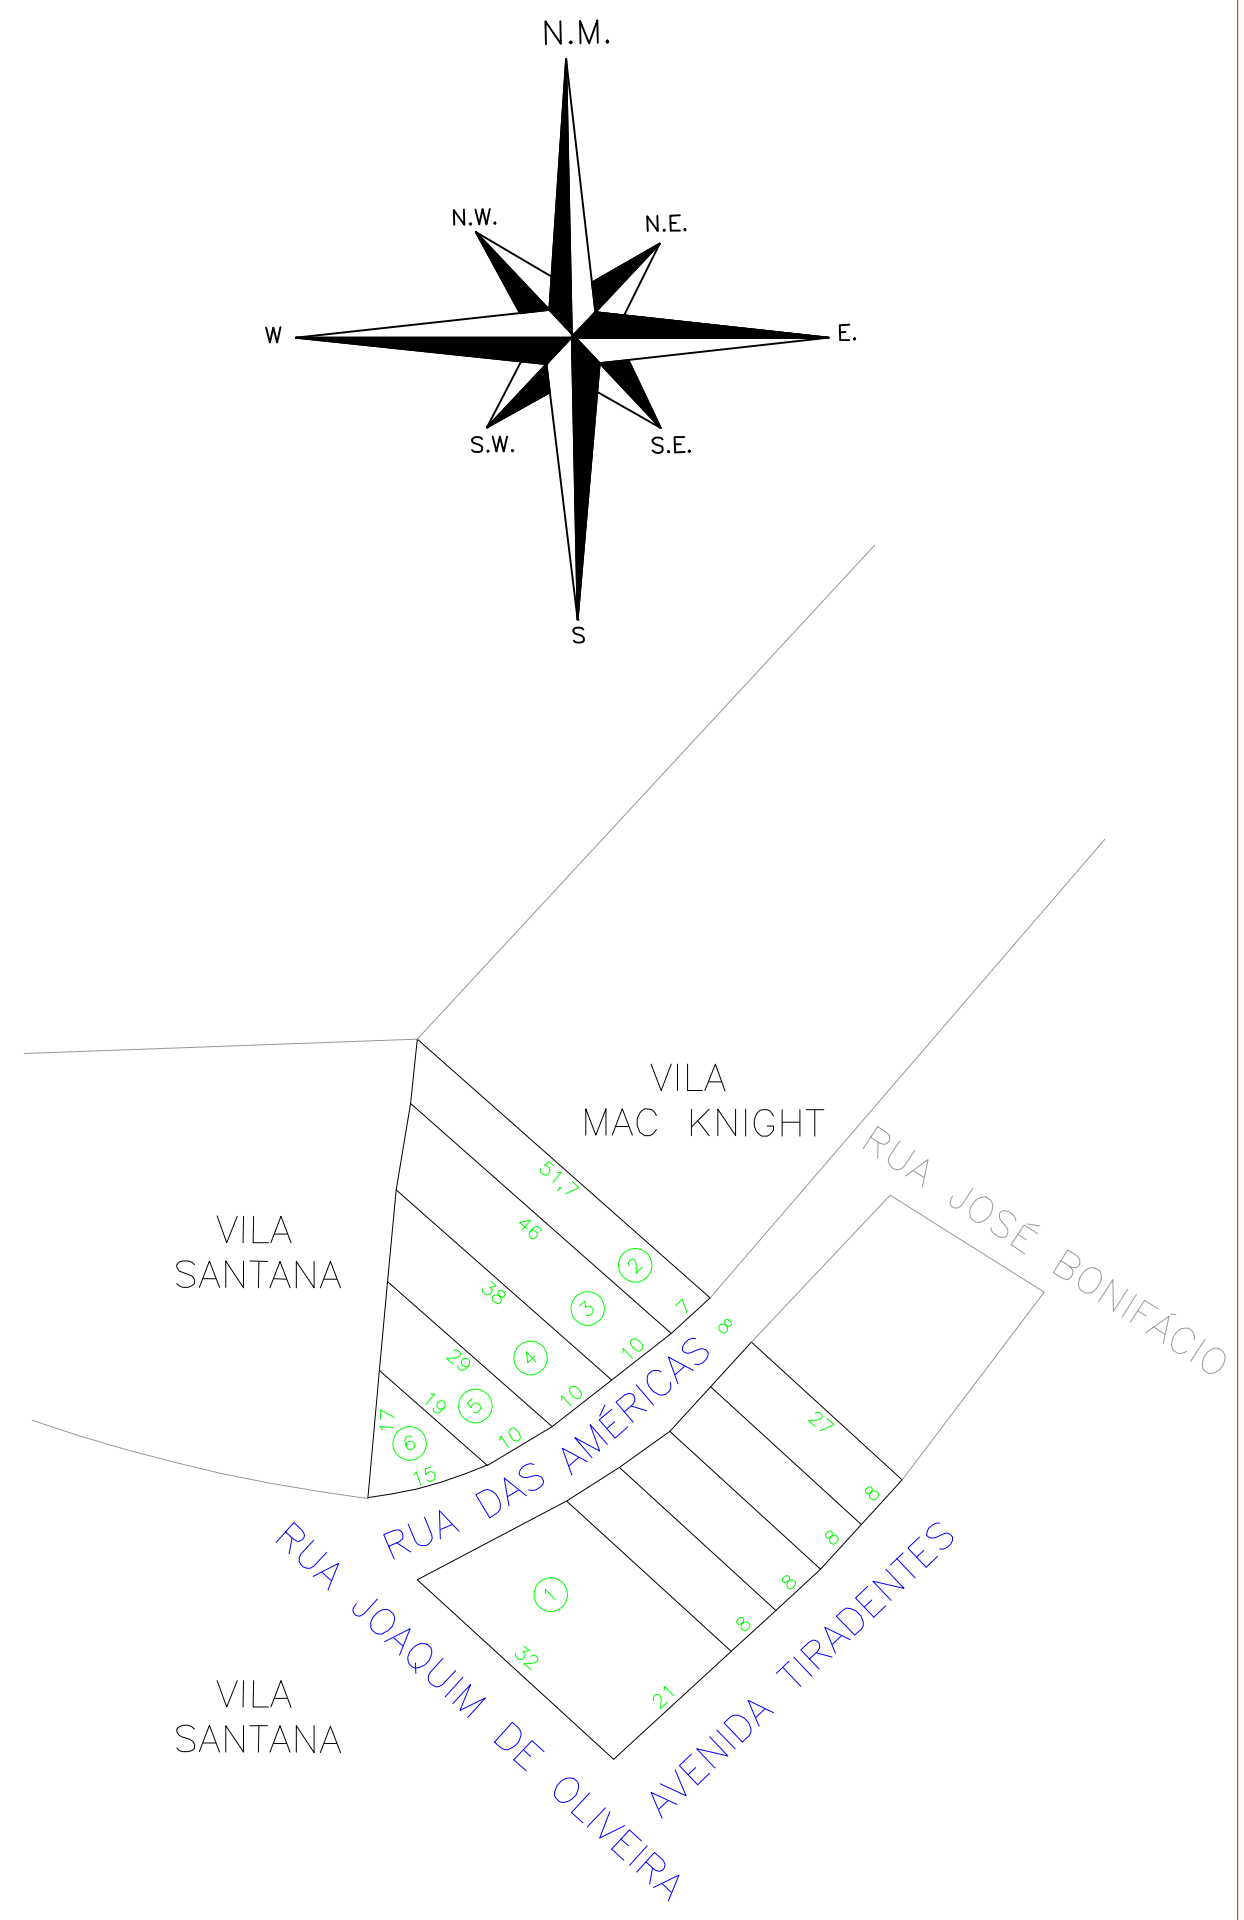 N.M.
N.W.
N.E.
W
E.
S.W.
S.E.
S
VILA
MAC KNIGHT
RUA JOSÉ BONIFÁCIO
VILA
SANTANA
51,7
46
2
38
3
7
8
29
4
10
19
5
10
17
6
10
15
27
RUA DAS AMÉRICAS
8
8
8
8
1
32
21
RUA JOAQUIM DE OLIVEIRA
AVENIDA TIRADENTES
VILA
SANTANA